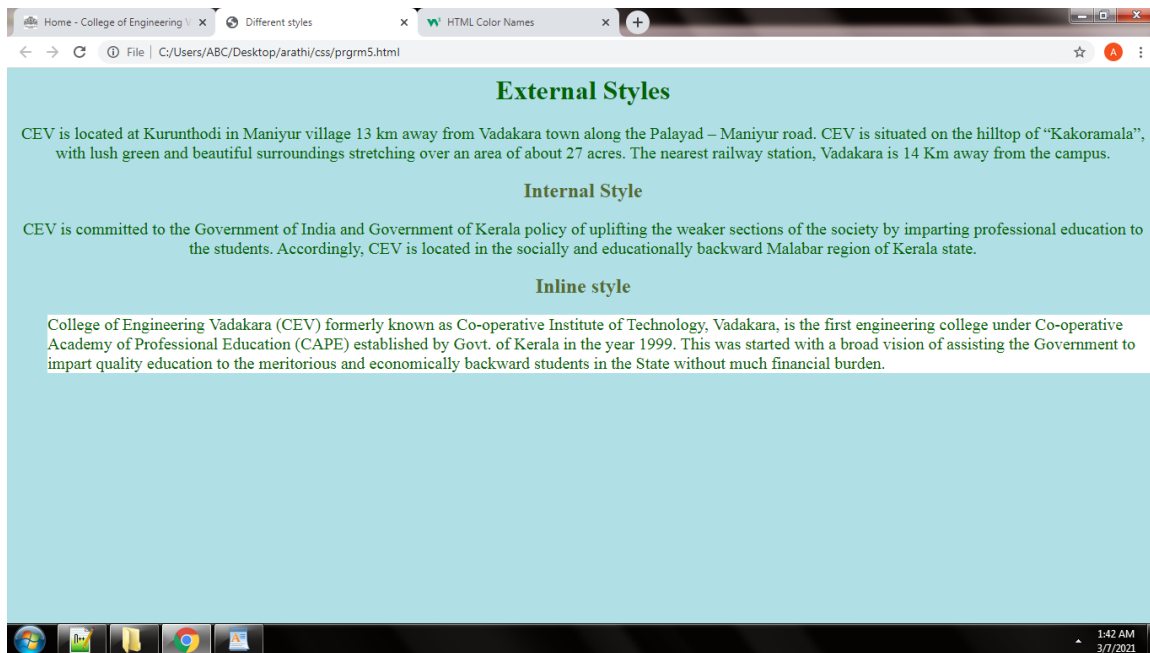 Home - College of Engineering V
Different styles
HTML Color Names
File
C:/Users/ABC/Desktop/arathi/css/prgrm5.html
A
External Styles
CEV is located at Kurunthodi in Maniyur village 13 km away from Vadakara town along the Palayad – Maniyur road. CEV is situated on the hilltop of “Kakoramala”,
with lush green and beautiful surroundings stretching over an area of about 27 acres. The nearest railway station, Vadakara is 14 Km away from the campus.
Internal Style
CEV is committed to the Government of India and Government of Kerala policy of uplifting the weaker sections of the society by imparting professional education to
the students. Accordingly, CEV is located in the socially and educationally backward Malabar region of Kerala state.
Inline style
College of Engineering Vadakara (CEV) formerly known as Co-operative Institute of Technology, Vadakara, is the first engineering college under Co-operative
Academy of Professional Education (CAPE) established by Govt. of Kerala in the year 1999. This was started with a broad vision of assisting the Government to
impart quality education to the meritorious and economically backward students in the State without much financial burden.
1:42 AM
3/7/2021